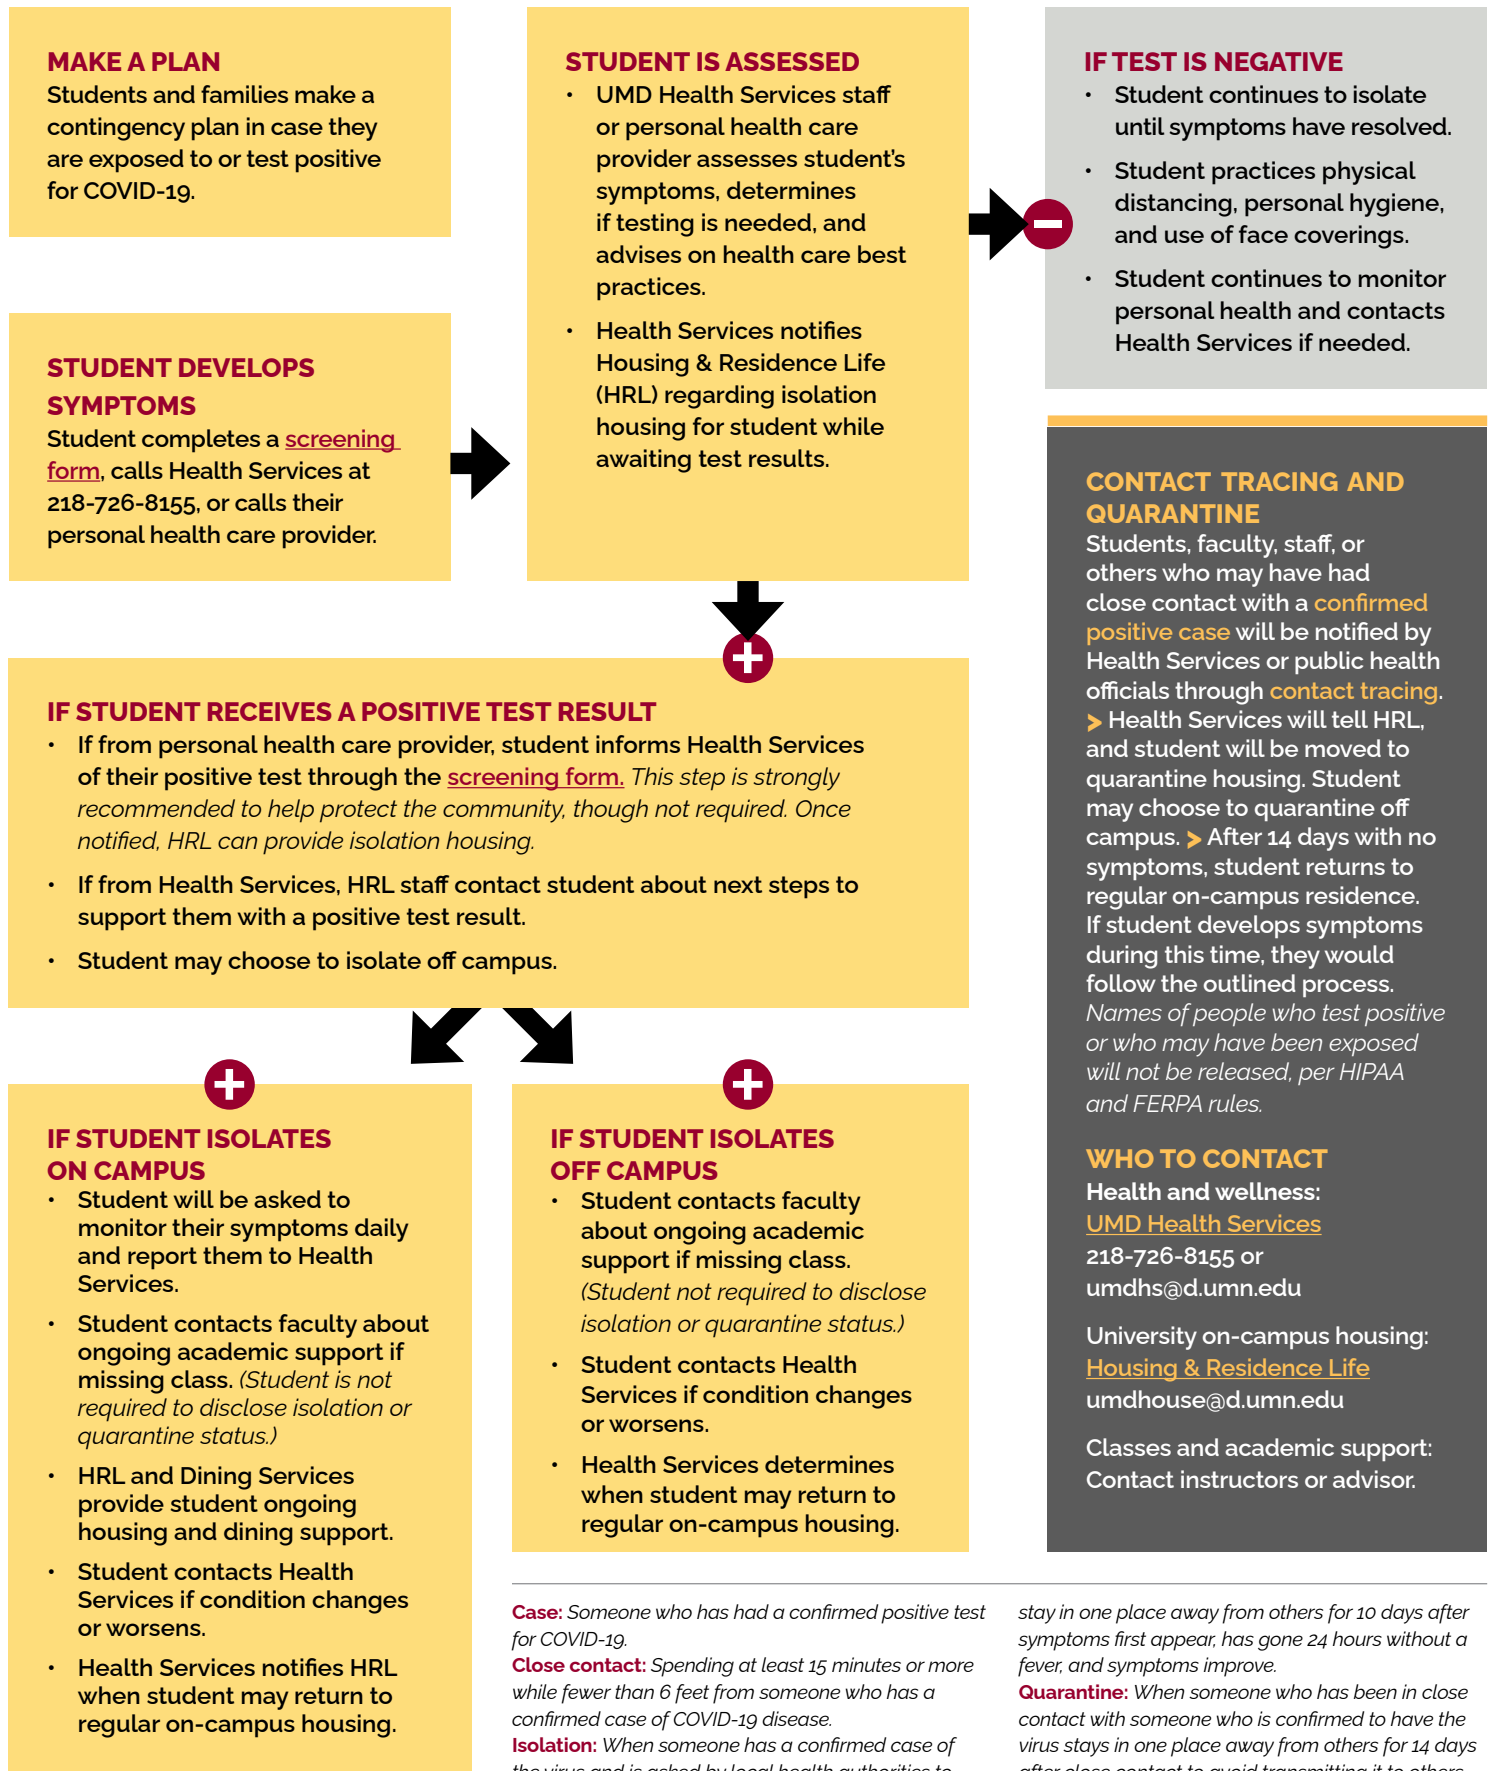 MAKE A PLAN
Students and families make a
contingency plan in case they
are exposed to or test positive
for COVID-19.
STUDENT DEVELOPS
SYMPTOMS
Student completes a screening
form, calls Health Services at
218-726-8155, or calls their
personal health care provider.
STUDENT IS ASSESSED
• UMD Health Services staff
or personal health care
provider assesses student's
symptoms, determines
if testing is needed, and
advises on health care best
practices.
• Health Services notifies
Housing & Residence Life
(HRL) regarding isolation
housing for student while
awaiting test results.
IF TEST IS NEGATIVE
• Student continues to isolate
until symptoms have resolved.
• Student practices physical
distancing, personal hygiene,
and use of face coverings.
• Student continues to monitor
personal health and contacts
Health Services if needed.
IF STUDENT RECEIVES A POSITIVE TEST RESULT
• If from personal health care provider, student informs Health Services
of their positive test through the screening form. This step is strongly
recommended to help protect the community, though not required. Once
notified, HRL can provide isolation housing.
• If from Health Services, HRL staff contact student about next steps to
support them with a positive test result.
• Student may choose to isolate off campus.
IF STUDENT ISOLATES
ON CAMPUS
• Student will be asked to
monitor their symptoms daily
and report them to Health
Services.
• Student contacts faculty about
ongoing academic support if
missing class. (Student is not
required to disclose isolation or
quarantine status.)
• HRL and Dining Services
provide student ongoing
housing and dining support.
• Student contacts Health
Services if condition changes
or worsens.
• Health Services notifies HRL
when student may return to
regular on-campus housing.
IF STUDENT ISOLATES
OFF CAMPUS
• Student contacts faculty
about ongoing academic
support if missing class.
(Student not required to disclose
isolation or quarantine status.)
• Student contacts Health
Services if condition changes
or worsens.
• Health Services determines
when student may return to
regular on-campus housing.
CONTACT TRACING AND
QUARANTINE
Students, faculty, staff, or
others who may have had
close contact with a confirmed
positive case will be notified by
Health Services or public health
officials through contact tracing.
> Health Services will tell HRL,
and student will be moved to
quarantine housing. Student
may choose to quarantine off
campus. > After 14 days with no
symptoms, student returns to
regular on-campus residence.
If student develops symptoms
during this time, they would
follow the outlined process.
Names of people who test positive
or who may have been exposed
will not be released, per HIPAA
and FERPA rules.
WHO TO CONTACT
Health and wellness:
UMD Health Services
218-726-8155 or
umdhs@d.umn.edu
University on-campus housing:
Housing & Residence Life
umdhouse@d.umn.edu
Classes and academic support:
Contact instructors or advisor.
Case: Someone who has had a confirmed positive test
for COVID-19.
Close contact: Spending at least 15 minutes or more
while fewer than 6 feet from someone who has a
confirmed case of COVID-19 disease.
Isolation: When someone has a confirmed case of
the virus and is asked by local health authorities to
stay in one place away from others for 10 days after
symptoms first appear, has gone 24 hours without a
fever, and symptoms improve.
Quarantine: When someone who has been in close
contact with someone who is confirmed to have the
virus stays in one place away from others for 14 days
after close contact to avoid transmitting it to others